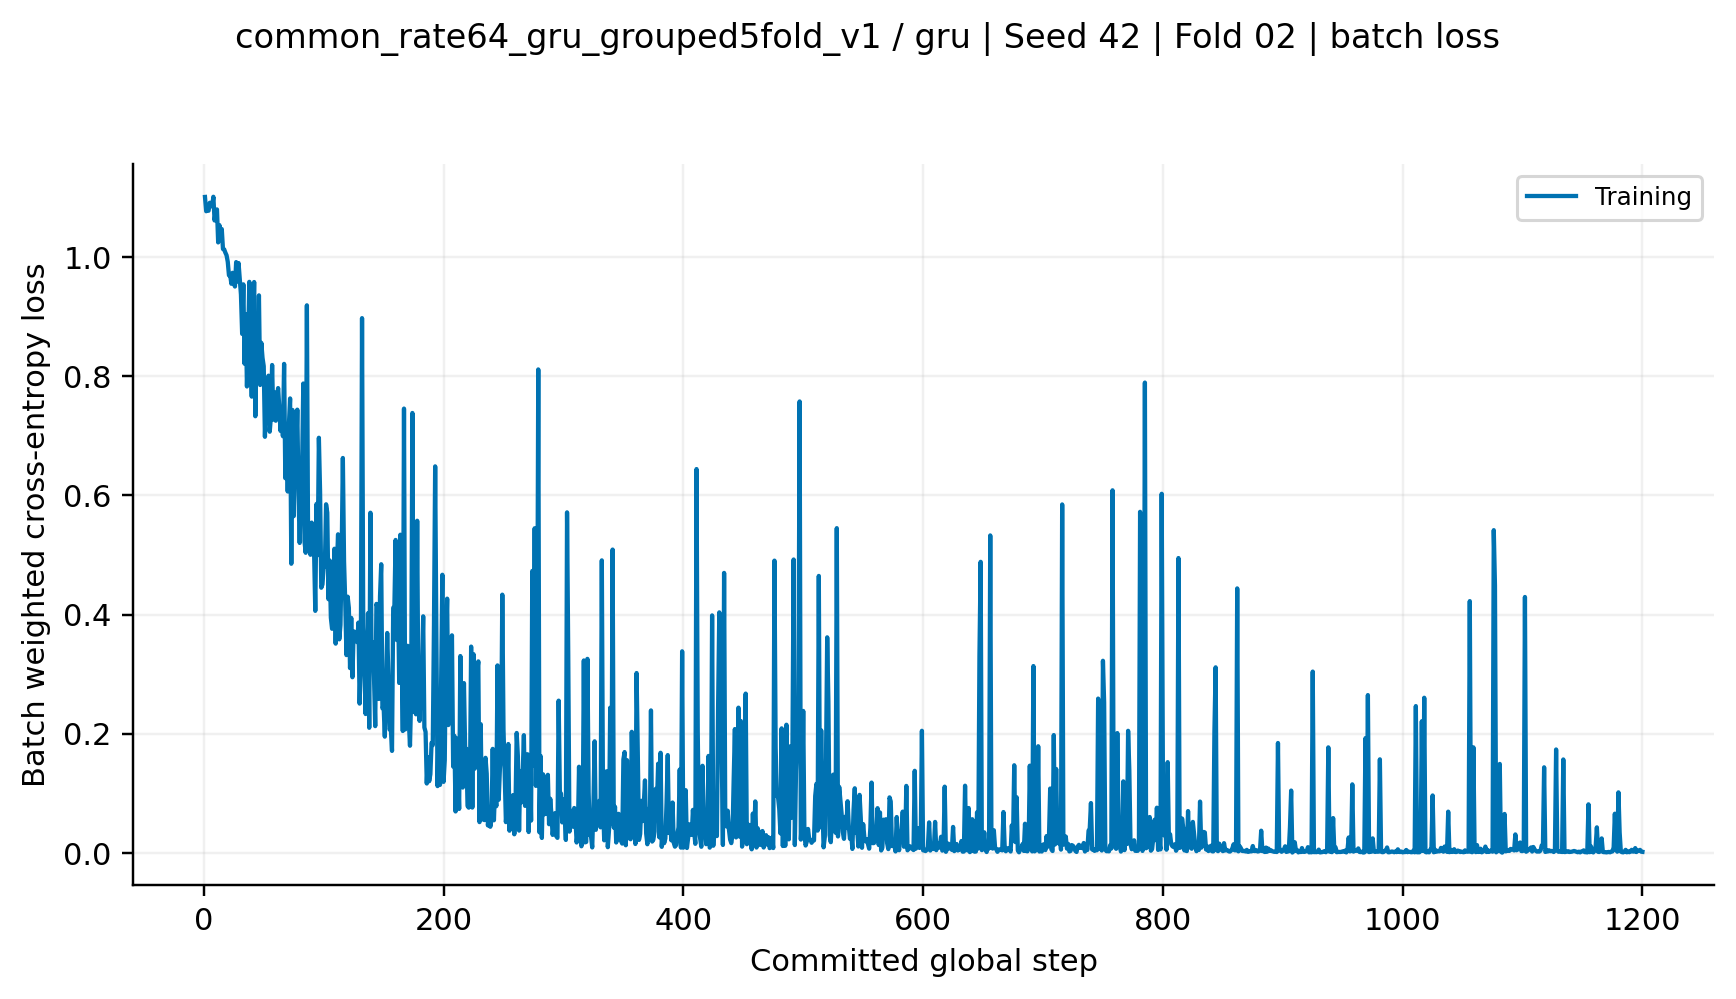 common_rate64_gru_grouped5fold_v1 / gru | Seed 42 | Fold 02 | batch loss
Training
Batch weighted cross-entropy loss
1.0
0.8
0.6
0.4
0.2
0.0
0 200 400 600 800 1000 1200
Committed global step